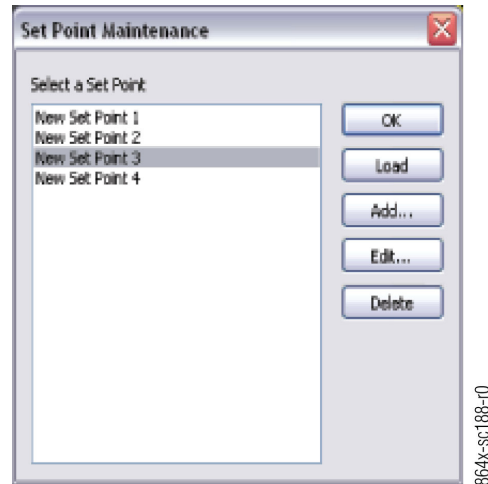 Set Point Maintenance
Select a Set Point
New Set Point 1
New Set Point 2
New Set Point 3
New Set Point 4
OK
Load
Add...
Edit...
Delete
864x-sc188-r0